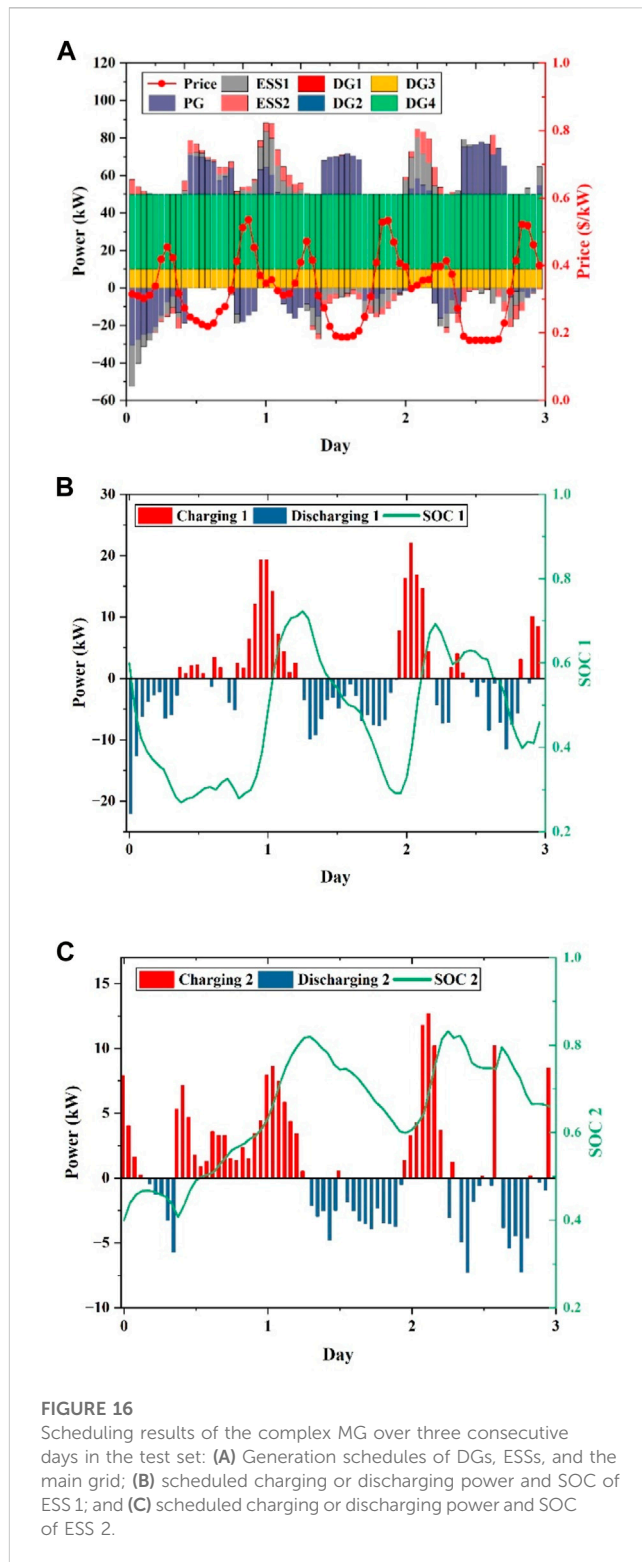 A
Price
ESS1
DG1
DG3
PG
ESS2
DG2
DG4
120
100
80
60
40
20
0
−20
−40
−60
Power (kW)
1.0
0.8
0.6
0.4
0.2
0.0
Price ($/kW)
0
1
2
3
Day
B
Charging 1
Discharging 1
SOC 1
30
20
10
0
−10
−20
Power (kW)
1.0
0.8
0.6
0.4
0.2
SOC 1
0
1
2
3
Day
C
Charging 2
Discharging 2
SOC 2
15
10
5
0
−5
−10
Power (kW)
1.0
0.8
0.6
0.4
0.2
SOC 2
0
1
2
3
Day
FIGURE 16
Scheduling results of the complex MG over three consecutive
days in the test set: (A) Generation schedules of DGs, ESSs, and the
main grid; (B) scheduled charging or discharging power and SOC of
ESS 1; and (C) scheduled charging or discharging power and SOC
of ESS 2.